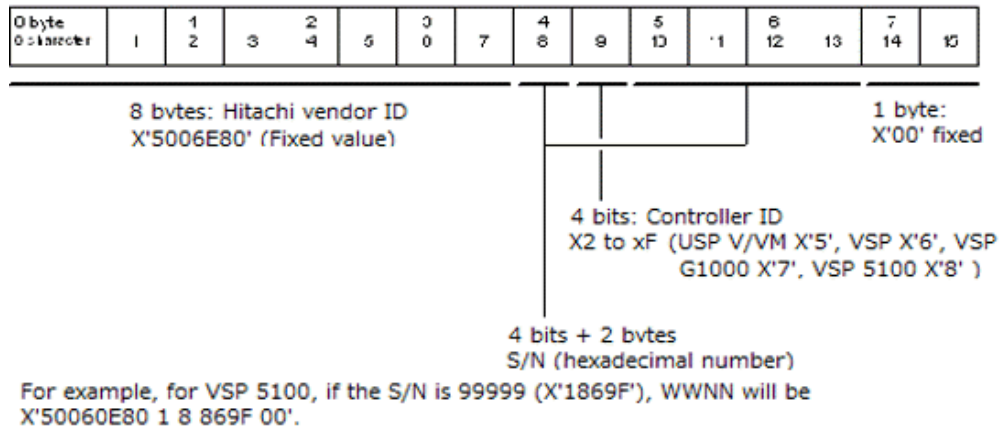 0 byte 1 2 3 4 5 6 7
0 character 1 2 3 4 5 6 7 8 9 10 11 12 13 14 15
8 bytes: Hitachi vendor ID
X'5006E80' (Fixed value)
1 byte:
X'00' fixed
4 bits: Controller ID
X2 to xF (USP V/VM X'5', VSP X'6', VSP
G1000 X'7', VSP 5100 X'8' )
4 bits + 2 bytes
S/N (hexadecimal number)
For example, for VSP 5100, if the S/N is 99999 (X'1869F'), WWNN will be
X'50060E80 1 8 869F 00'.